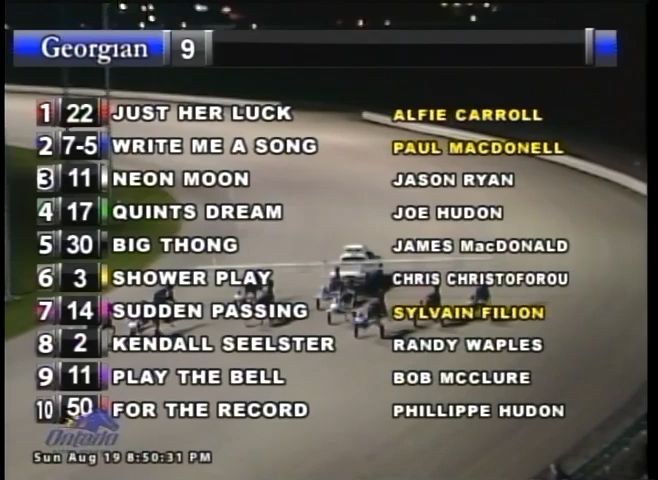 Georgian 9
1 22 JUST HER LUCK ALFIE CARROLL
2 7-5 WRITE ME A SONG PAUL MACDONELL
3 11 NEON MOON JASON RYAN
4 17 QUINTS DREAM JOE HUDON
5 30 BIG THONG JAMES MacDONALD
6 3 SHOWER PLAY CHRIS CHRISTOFOROU
7 14 SUDDEN PASSING SYLVAIN FILION
8 2 KENDALL SEELSTER RANDY WAPLES
9 11 PLAY THE BELL BOB MCCLURE
10 50 FOR THE RECORD PHILLIPPE HUDON
Ontario
Sun Aug 19 8:50:31 PM